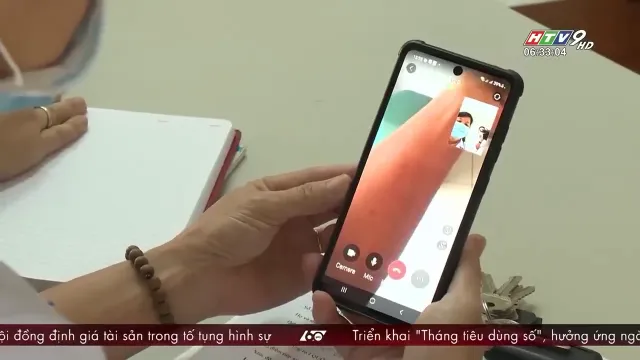 HTV9 HD
06:33:04
Camera
Mic
ội đồng định giá tài sản trong tố tụng hình sự
Triển khai "Tháng tiêu dùng số", hưởng ứng ngà